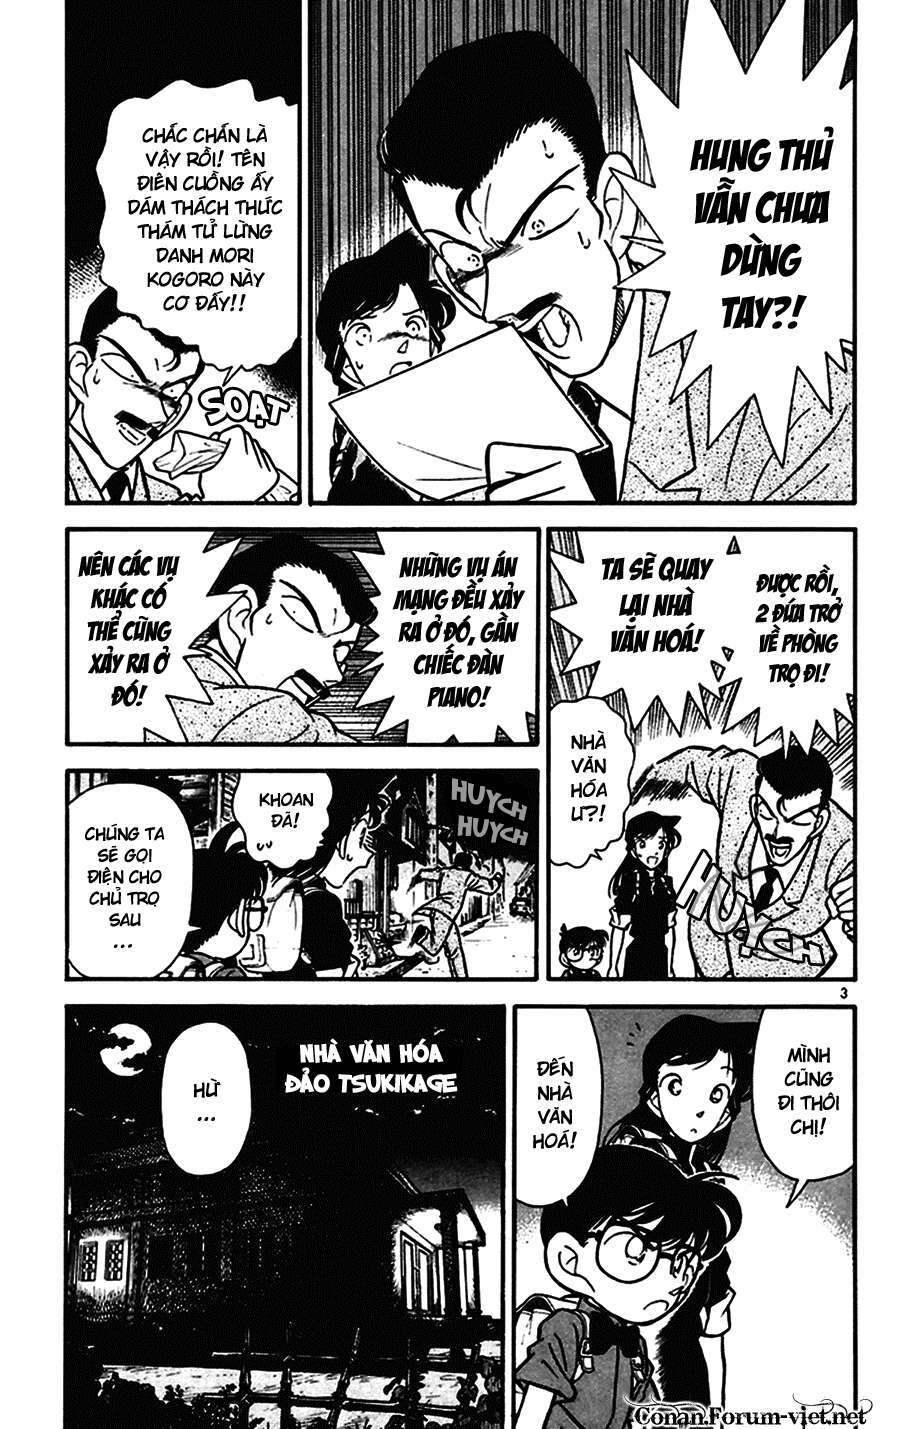 HUNG THỦ
VẪN CHƯA
DỪNG
TAY?!
CHẮC CHẮN LÀ
VẬY RỒI! TÊN
ĐIÊN CUỒNG ẤY
DÁM THÁCH THỨC
THÁM TỬ LỪNG
DANH MORI
KOGORO NÀY
CƠ ĐẤY!!
SOẠT
ĐƯỢC RỒI,
2 ĐỨA TRỞ
VỀ PHÒNG
TRỌ ĐI!
TA SẼ QUAY
LẠI NHÀ
VĂN HOÁ!
NHÀ
VĂN
HÓA
Ư?!
HUỴCH
NHỮNG VỤ ÁN
MẠNG ĐỀU XẢY
RA Ở ĐÓ, GẦN
CHIẾC ĐÀN
PIANO!
NÊN CÁC VỤ
KHÁC CÓ
THỂ CŨNG
XẢY RA Ở
ĐÓ!
HUỲCH
HUỲCH
KHOAN
ĐÃ!
CHÚNG TA
SẼ GỌI
ĐIỆN CHO
CHỦ TRỌ
SAU
...
3
MÌNH
CŨNG
ĐI THÔI
CHỊ!
ĐẾN
NHÀ
VĂN
HOÁ!
NHÀ VĂN HÓA
ĐẢO TSUKIKAGE
HỪ
...
Conan.Forum-viet.net